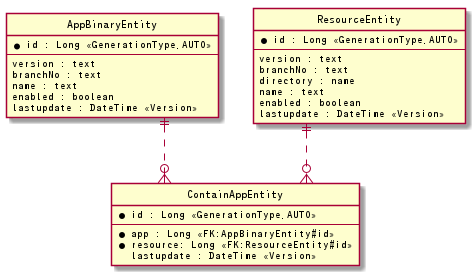 AppBinaryEntity
id : Long «GenerationType.AUTO»
version : text
branchNo : text
name : text
enabled : boolean
lastupdate : DateTime «Version»
ResourceEntity
id : Long «GenerationType.AUTO»
version : text
branchNo : text
directory : name
name : text
enabled : boolean
lastupdate : DateTime «Version»
ContainAppEntity
id : Long «GenerationType.AUTO»
app : Long «FK:AppBinaryEntity#id»
resource: Long «FK:ResourceEntity#id»
lastupdate : DateTime «Version»